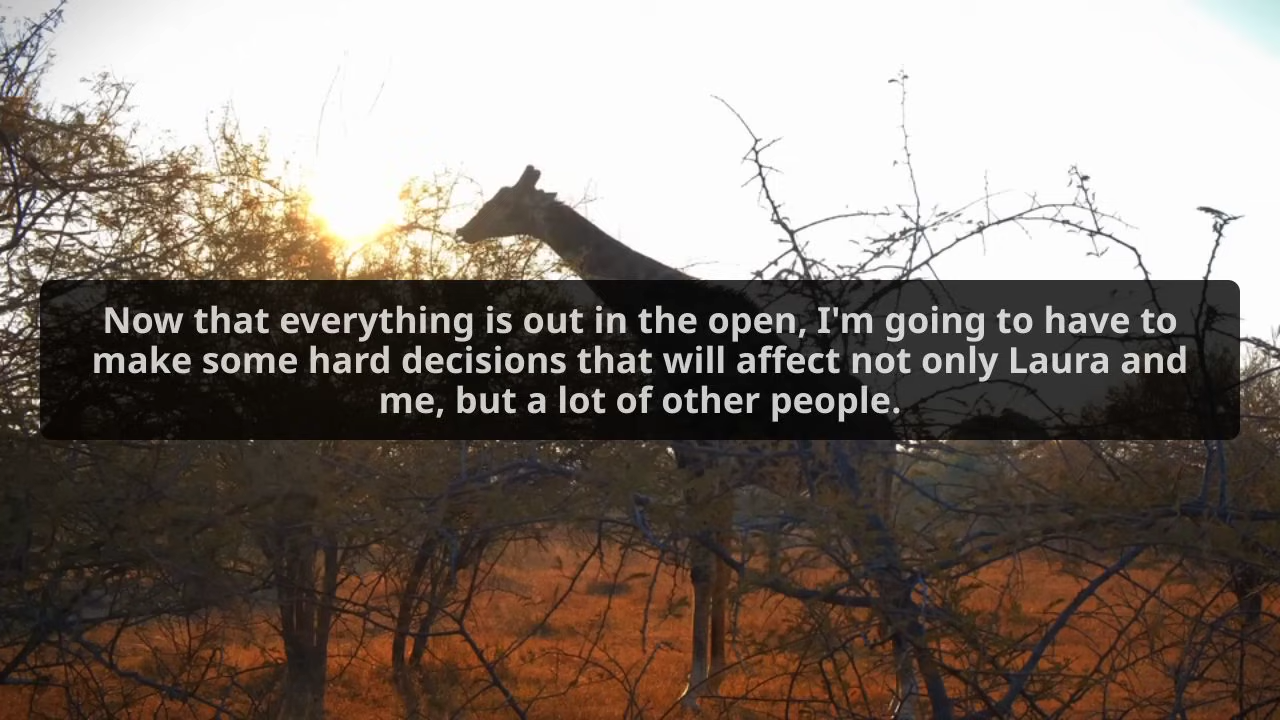 Now that everything is out in the open, I'm going to have to
make some hard decisions that will affect not only Laura and
me, but a lot of other people.